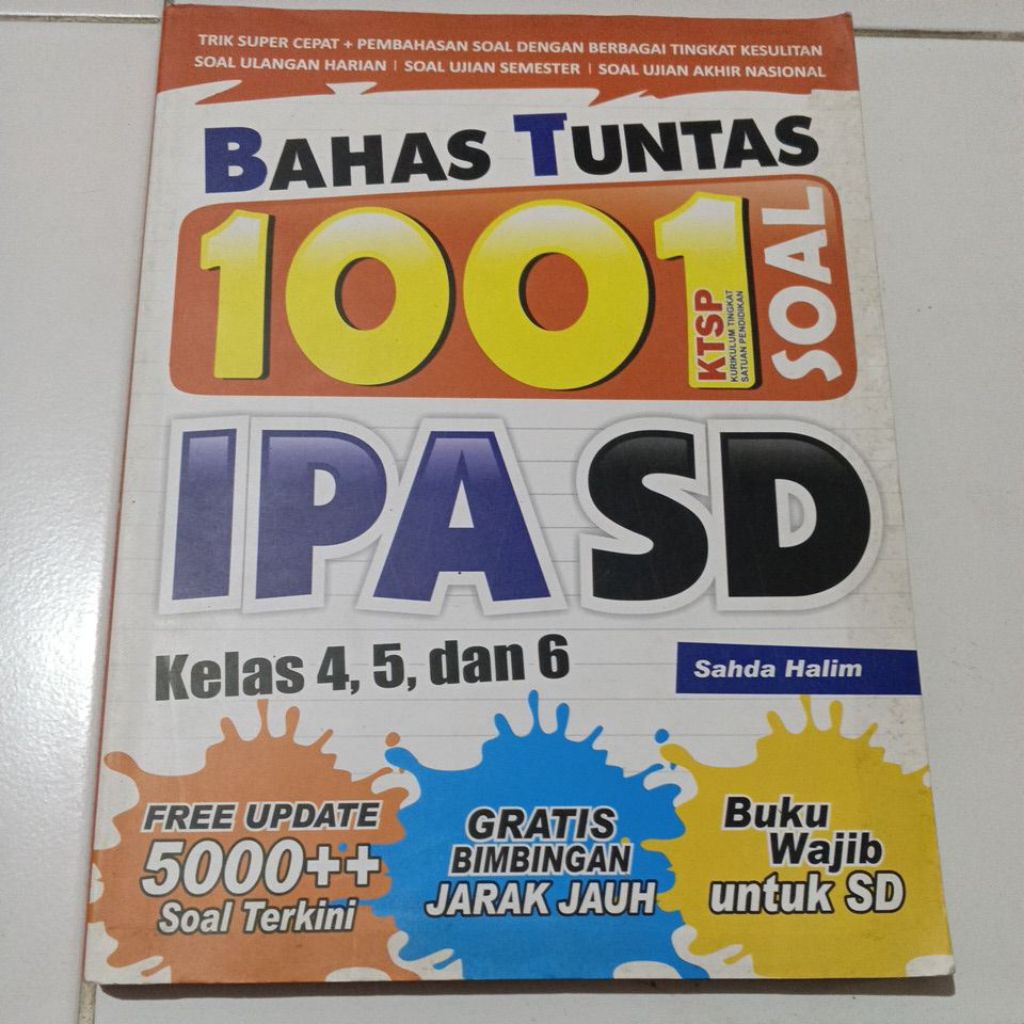 TRIK SUPER CEPAT + PEMBAHASAN SOAL DENGAN BERBAGAI TINGKAT KESULITAN
SOAL ULANGAN HARIAN | SOAL UJIAN SEMESTER | SOAL UJIAN AKHIR NASIONAL
BAHAS TUNTAS
1001
SOAL
KTSP
KURIKULUM TINGKAT
SATUAN PENDIDIKAN
IPA SD
Kelas 4, 5, dan 6
Sahda Halim
FREE UPDATE
5000++
Soal Terkini
GRATIS
BIMBINGAN
JARAK JAUH
Buku
Wajib
untuk SD